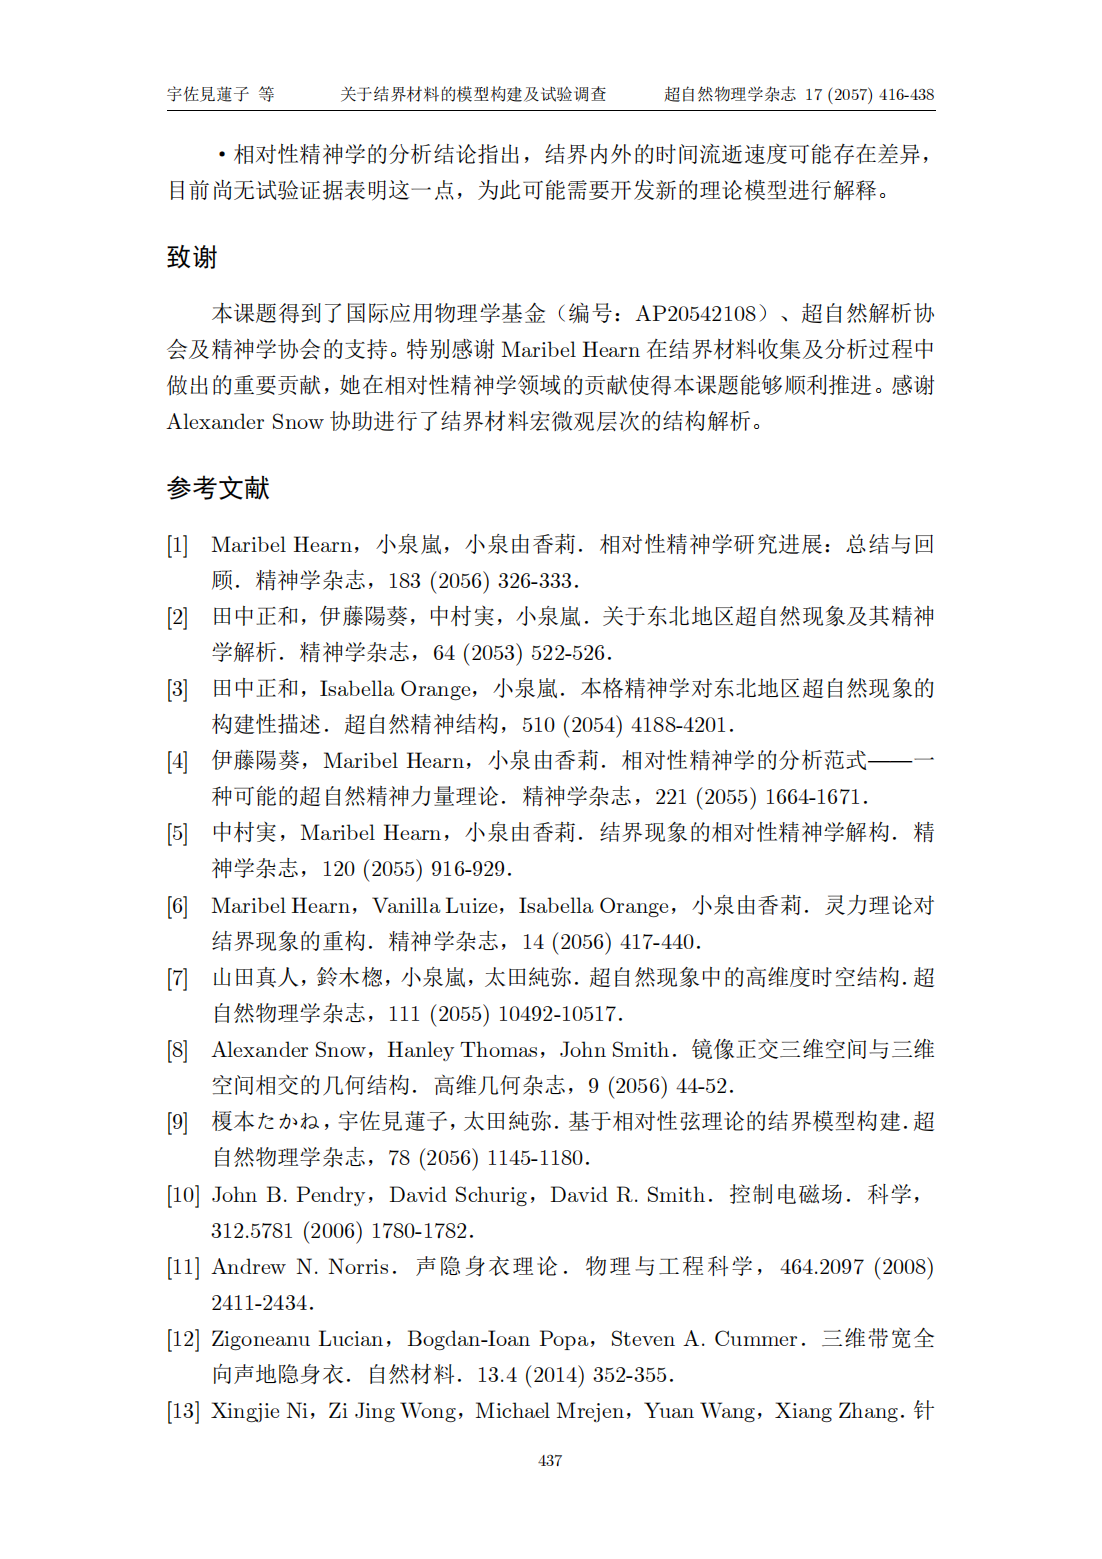 宇佐見蓮子 等 关于结界材料的模型构建及试验调查 超自然物理学杂志 17 (2057) 416-438
• 相对性精神学的分析结论指出，结界内外的时间流逝速度可能存在差异，
目前尚无试验证据表明这一点，为此可能需要开发新的理论模型进行解释。
致谢
本课题得到了国际应用物理学基金（编号：AP20542108）、超自然解析协
会及精神学协会的支持。特别感谢 Maribel Hearn 在结界材料收集及分析过程中
做出的重要贡献，她在相对性精神学领域的贡献使得本课题能够顺利推进。感谢
Alexander Snow 协助进行了结界材料宏微观层次的结构解析。
参考文献
[1] Maribel Hearn，小泉嵐，小泉由香莉．相对性精神学研究进展：总结与回
顾．精神学杂志，183 (2056) 326-333．
[2] 田中正和，伊藤陽葵，中村実，小泉嵐．关于东北地区超自然现象及其精神
学解析．精神学杂志，64 (2053) 522-526．
[3] 田中正和，Isabella Orange，小泉嵐．本格精神学对东北地区超自然现象的
构建性描述．超自然精神结构，510 (2054) 4188-4201．
[4] 伊藤陽葵，Maribel Hearn，小泉由香莉．相对性精神学的分析范式——一
种可能的超自然精神力量理论．精神学杂志，221 (2055) 1664-1671．
[5] 中村実，Maribel Hearn，小泉由香莉．结界现象的相对性精神学解构．精
神学杂志，120 (2055) 916-929．
[6] Maribel Hearn，Vanilla Luize，Isabella Orange，小泉由香莉．灵力理论对
结界现象的重构．精神学杂志，14 (2056) 417-440．
[7] 山田真人，鈴木楤，小泉嵐，太田純弥．超自然现象中的高维度时空结构．超
自然物理学杂志，111 (2055) 10492-10517．
[8] Alexander Snow，Hanley Thomas，John Smith．镜像正交三维空间与三维
空间相交的几何结构．高维几何杂志，9 (2056) 44-52．
[9] 榎本たかね，宇佐見蓮子，太田純弥．基于相对性弦理论的结界模型构建．超
自然物理学杂志，78 (2056) 1145-1180．
[10] John B. Pendry，David Schurig，David R. Smith．控制电磁场．科学，
312.5781 (2006) 1780-1782．
[11] Andrew N. Norris．声隐身衣理论．物理与工程科学，464.2097 (2008)
2411-2434．
[12] Zigoneanu Lucian，Bogdan-Ioan Popa，Steven A. Cummer．三维带宽全
向声地隐身衣．自然材料．13.4 (2014) 352-355．
[13] Xingjie Ni，Zi Jing Wong，Michael Mrejen，Yuan Wang，Xiang Zhang．针
437